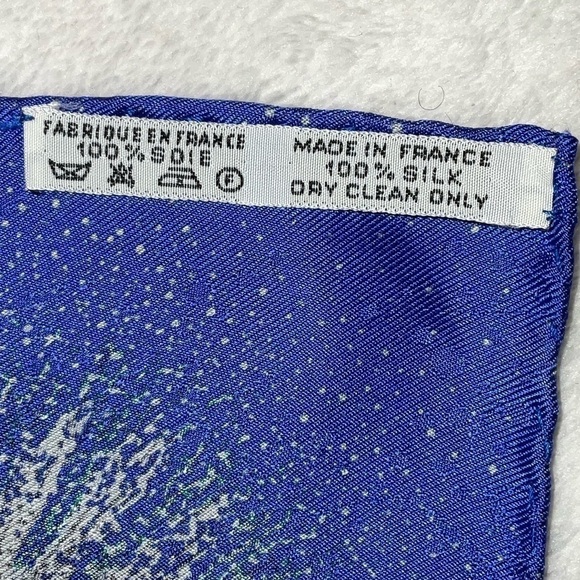 FABRIQUE EN FRANCE
100% SOIE
F
MADE IN FRANCE
100% SILK
DRY CLEAN ONLY